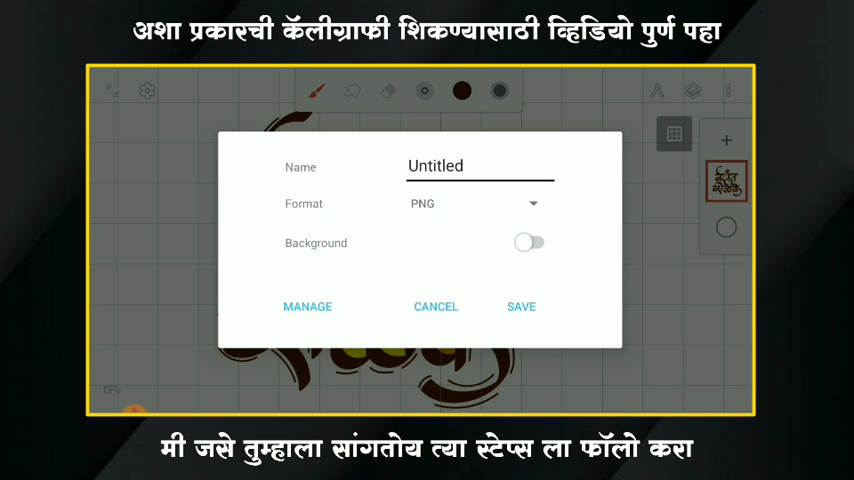 अशा प्रकारची कॅलीग्राफी शिकण्यासाठी व्हिडियो पुर्ण पहा
Name Untitled
Format PNG
Background
MANAGE CANCEL SAVE
मी जसे तुम्हाला सांगतोय त्या स्टेप्स ला फॉलो करा